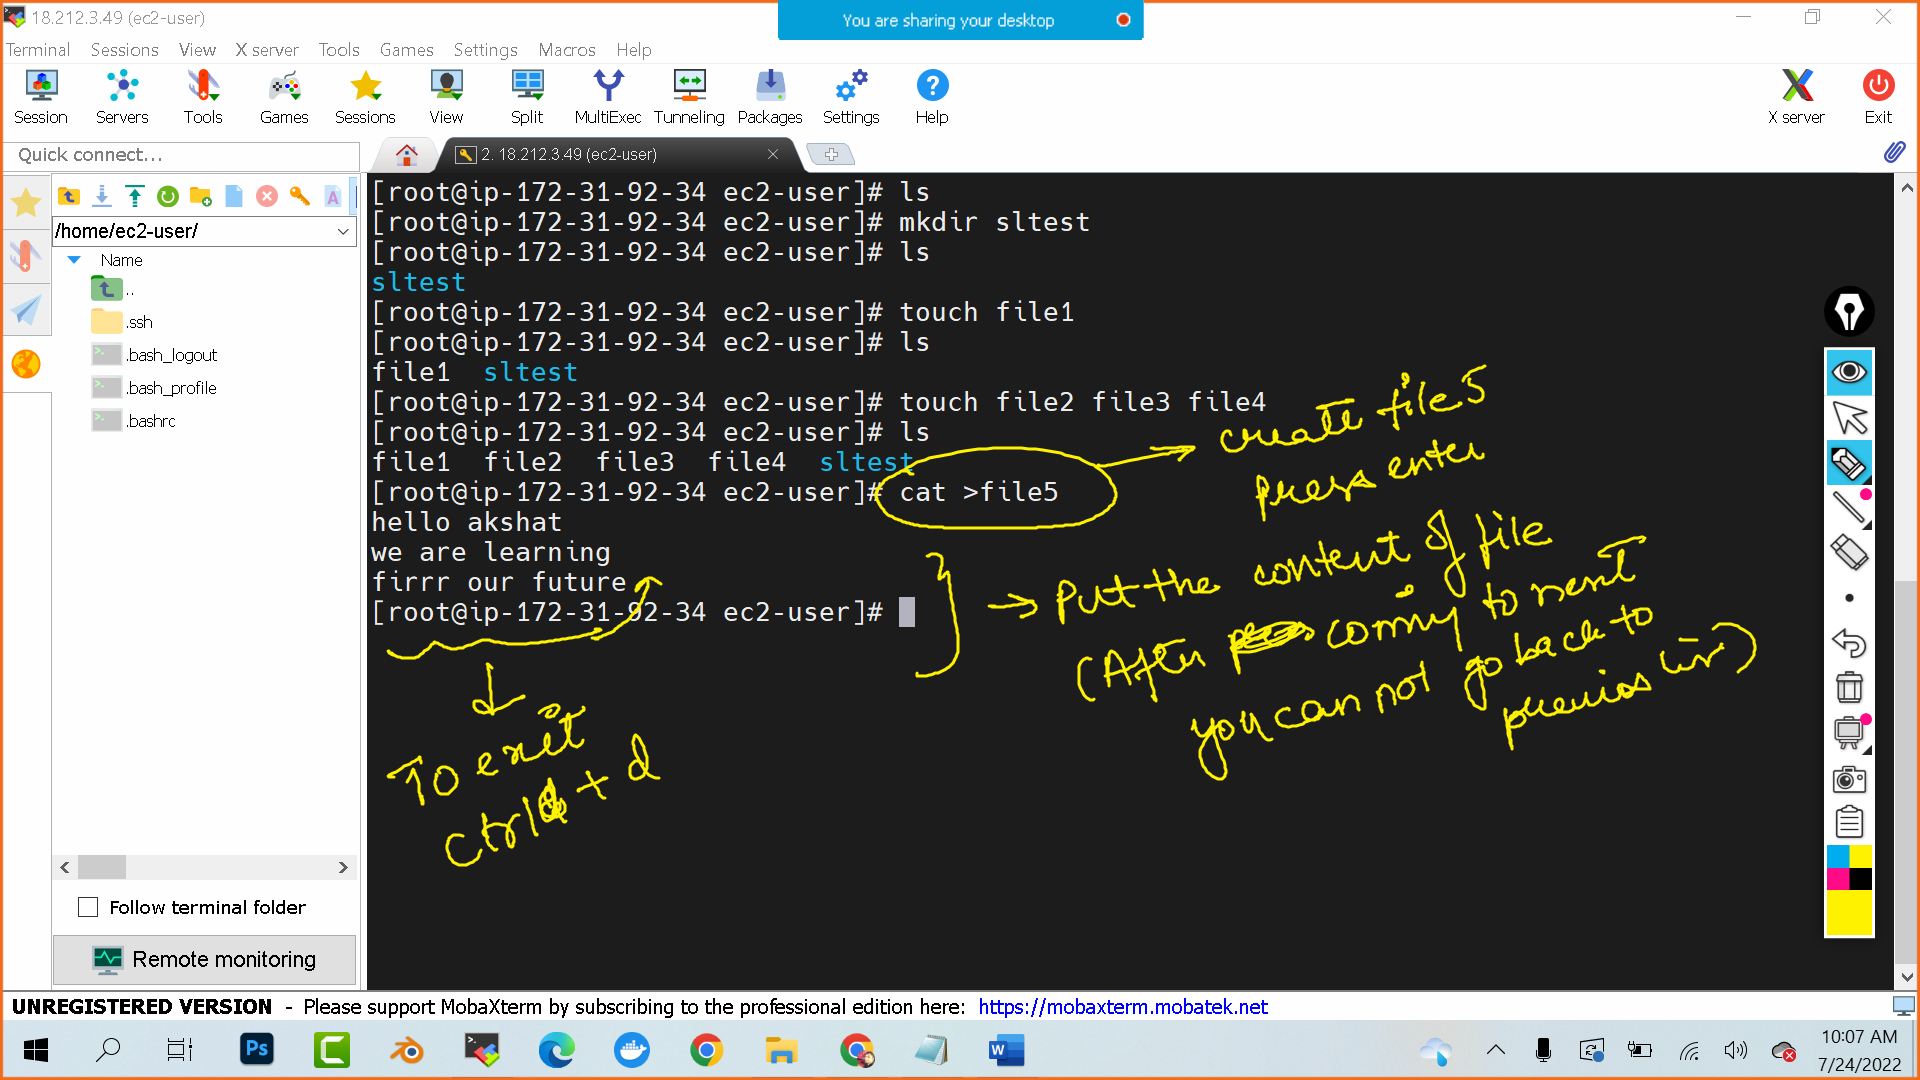 18.212.3.49 (ec2-user)
You are sharing your desktop
Terminal Sessions View X server Tools Games Settings Macros Help
Session Servers Tools Games Sessions View Split MultiExec Tunneling Packages Settings Help X server Exit
Quick connect...
2. 18.212.3.49 (ec2-user)
/home/ec2-user/
Name
..
.ssh
.bash_logout
.bash_profile
.bashrc
Follow terminal folder
Remote monitoring
[root@ip-172-31-92-34 ec2-user]# ls
[root@ip-172-31-92-34 ec2-user]# mkdir sltest
[root@ip-172-31-92-34 ec2-user]# ls
sltest
[root@ip-172-31-92-34 ec2-user]# touch file1
[root@ip-172-31-92-34 ec2-user]# ls
file1 sltest
[root@ip-172-31-92-34 ec2-user]# touch file2 file3 file4
[root@ip-172-31-92-34 ec2-user]# ls
file1 file2 file3 file4 sltest
[root@ip-172-31-92-34 ec2-user]# cat >file5
hello akshat
we are learning
firrr our future
[root@ip-172-31-92-34 ec2-user]#
create file5
press enter
Put the content of file
(After coming to next
you can not go back to
previos
To exit
Ctrl + d
UNREGISTERED VERSION - Please support MobaXterm by subscribing to the professional edition here: https://mobaxterm.mobatek.net
Ps
W
10:07 AM
7/24/2022